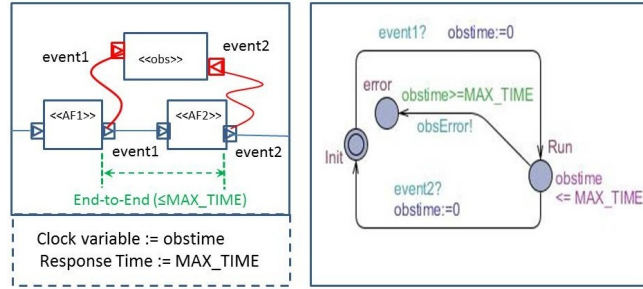 event1
event2
<<obs>>
<<AF1>>
<<AF2>>
event1
event2
End-to-End (≤MAX_TIME)
Clock variable := obstime
Response Time := MAX_TIME
event1? obstime:=0
error
obstime>=MAX_TIME
obsError!
Init
Run
event2?
obstime:=0
obstime
<= MAX_TIME